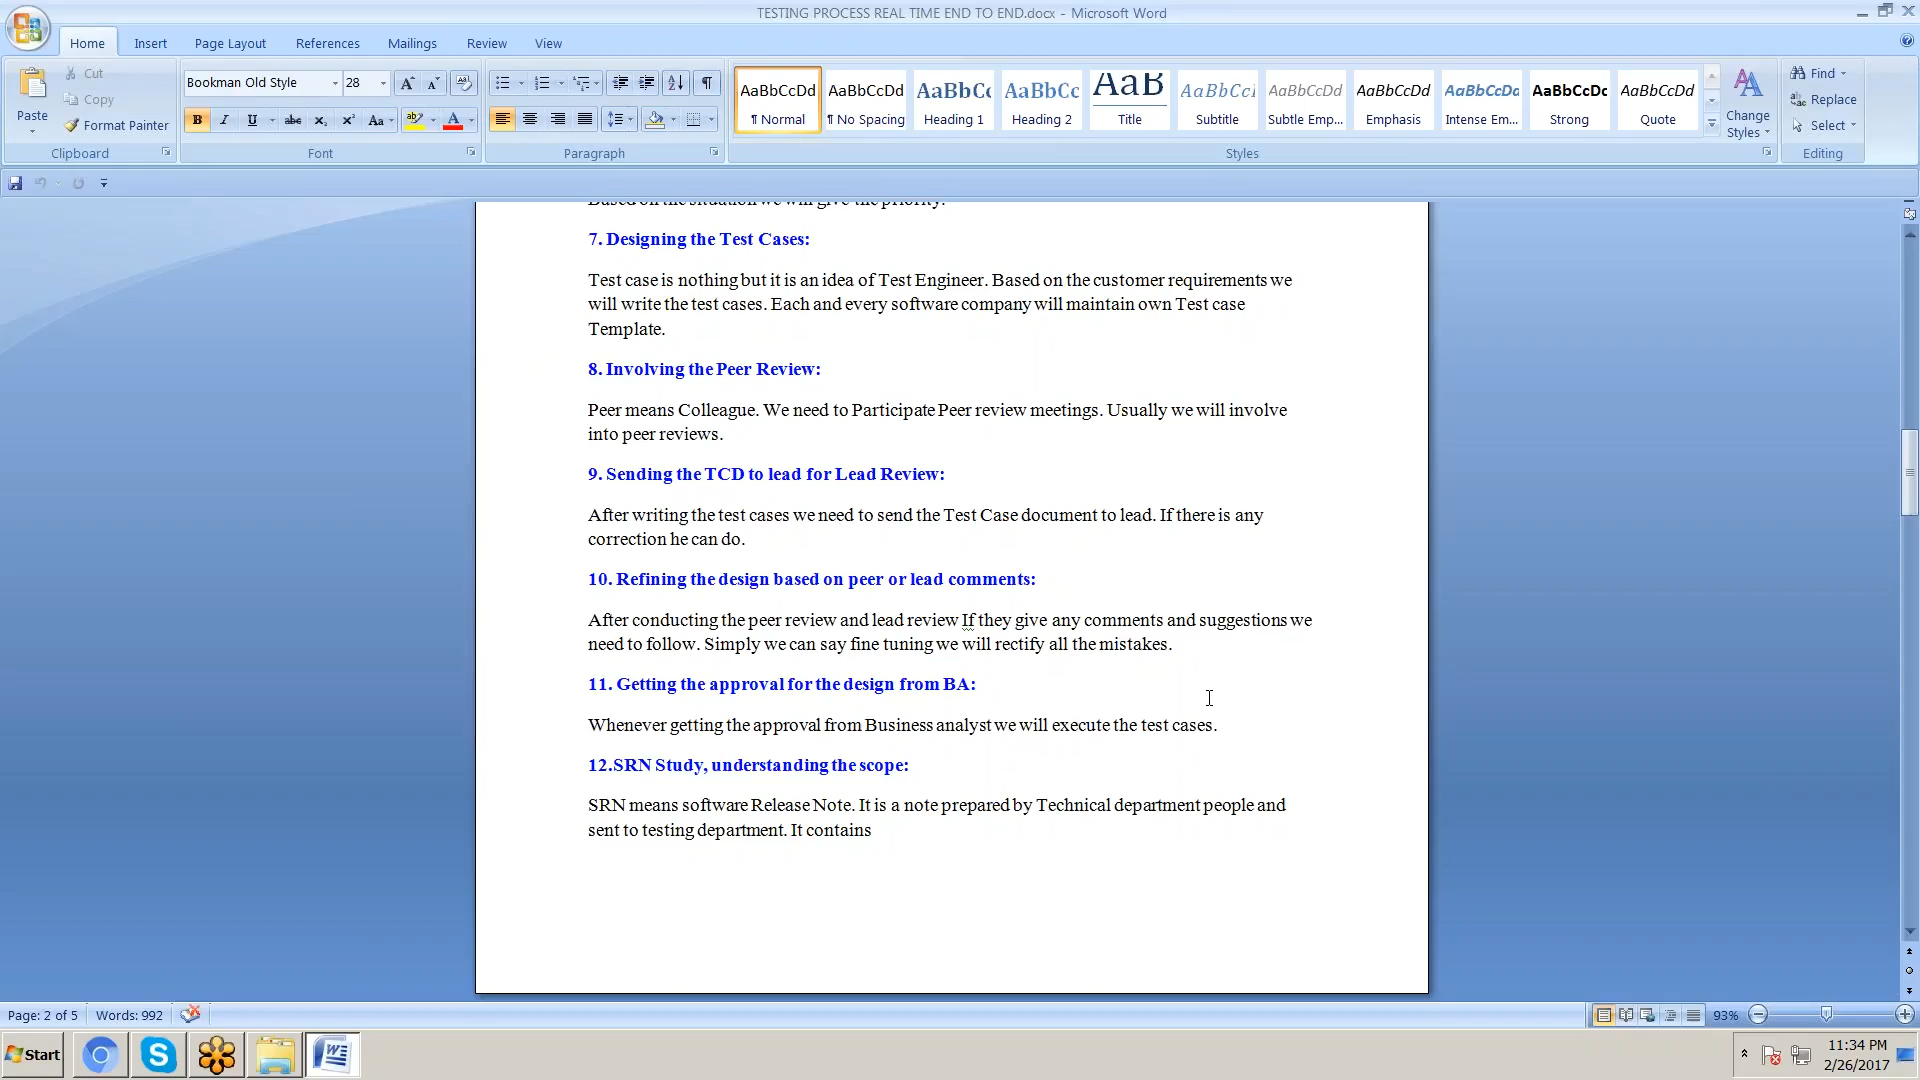 TESTING PROCESS REAL TIME END TO END.docx - Microsoft Word
Home Insert Page Layout References Mailings Review View
Paste Cut Copy Format Painter
Bookman Old Style 28
AaBbCcDd AaBbCcDd AaBbCc AaBbCc AaB AaBbCcI AaBbCcDd AaBbCcDd AaBbCcDd AaBbCcDc AaBbCcDd
¶ Normal ¶ No Spacing Heading 1 Heading 2 Title Subtitle Subtle Emp... Emphasis Intense Em... Strong Quote
Change Styles
Find Replace Select
Clipboard Font Paragraph Styles Editing
Based on the situation we will give the priority.
7. Designing the Test Cases:
Test case is nothing but it is an idea of Test Engineer. Based on the customer requirements we
will write the test cases. Each and every software company will maintain own Test case
Template.
8. Involving the Peer Review:
Peer means Colleague. We need to Participate Peer review meetings. Usually we will involve
into peer reviews.
9. Sending the TCD to lead for Lead Review:
After writing the test cases we need to send the Test Case document to lead. If there is any
correction he can do.
10. Refining the design based on peer or lead comments:
After conducting the peer review and lead review If they give any comments and suggestions we
need to follow. Simply we can say fine tuning we will rectify all the mistakes.
11. Getting the approval for the design from BA:
Whenever getting the approval from Business analyst we will execute the test cases.
12.SRN Study, understanding the scope:
SRN means software Release Note. It is a note prepared by Technical department people and
sent to testing department. It contains
Page: 2 of 5 Words: 992 93%
Start 11:34 PM
2/26/2017